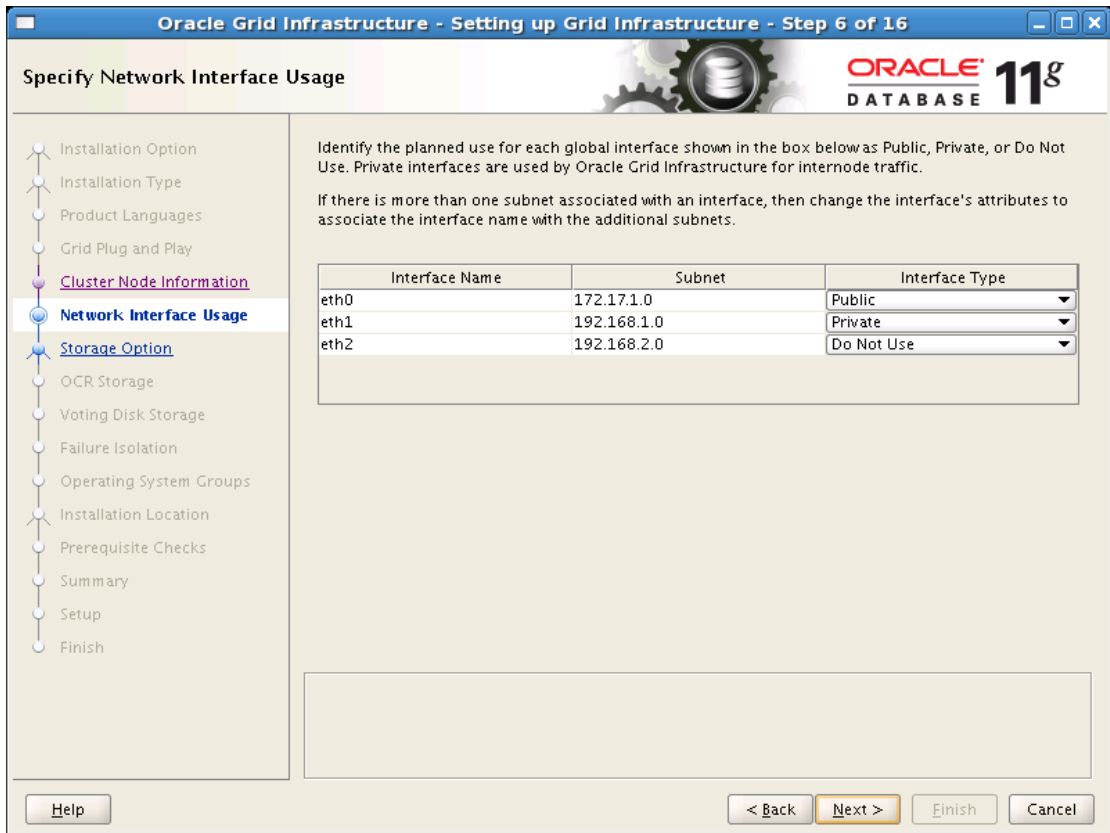 Oracle Grid Infrastructure - Setting up Grid Infrastructure - Step 6 of 16
Specify Network Interface Usage
ORACLE
DATABASE
11g
Installation Option
Installation Type
Product Languages
Grid Plug and Play
Cluster Node Information
Network Interface Usage
Storage Option
OCR Storage
Voting Disk Storage
Failure Isolation
Operating System Groups
Installation Location
Prerequisite Checks
Summary
Setup
Finish
Identify the planned use for each global interface shown in the box below as Public, Private, or Do Not
Use. Private interfaces are used by Oracle Grid Infrastructure for internode traffic.
If there is more than one subnet associated with an interface, then change the interface's attributes to
associate the interface name with the additional subnets.
Interface Name Subnet Interface Type
eth0 172.17.1.0 Public
eth1 192.168.1.0 Private
eth2 192.168.2.0 Do Not Use
Help < Back Next > Finish Cancel